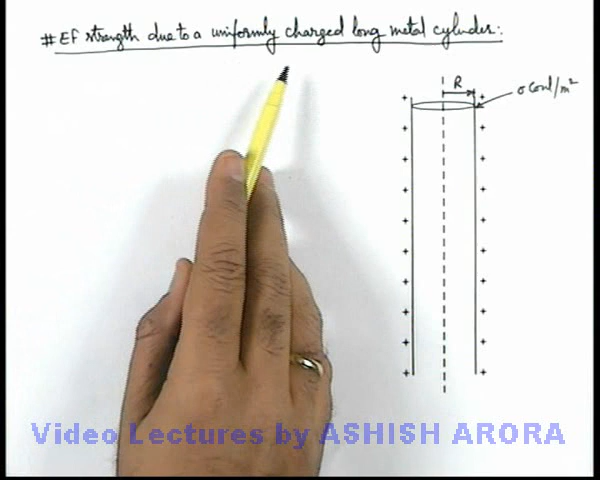 # EF strength due to a uniformly charged long metal cylinder:
R
σ Coul/m²
+ +
+ +
+ +
+ +
+ +
+ +
+ +
+ +
+ +
+ +
Video Lectures by ASHISH ARORA